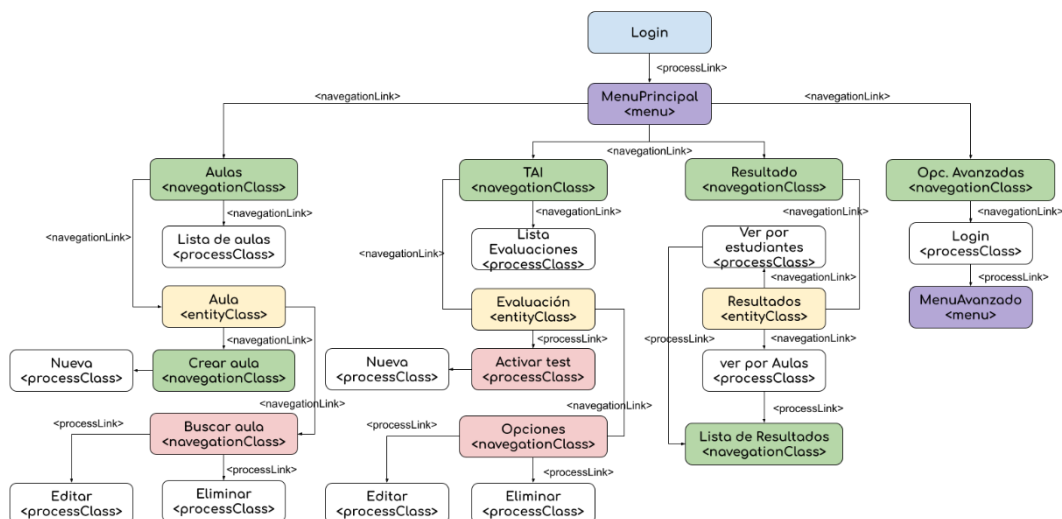 Login
<processLink>
<navegationLink>
MenuPrincipal
<menu>
<navegationLink>
<navegationLink>
Aulas
<navegationClass>
TAI
<navegationClass>
Resultado
<navegationClass>
Opc. Avanzadas
<navegationClass>
<navegationLink>
<navegationLink>
<navegationLink>
<navegationLink>
<navegationLink>
Lista de aulas
<processClass>
Lista
Evaluaciones
<processClass>
Ver por
estudiantes
<processClass>
Login
<processClass>
<navegationLink>
<processLink>
Aula
<entityClass>
Evaluación
<entityClass>
Resultados
<entityClass>
MenuAvanzado
<menu>
<navegationLink>
<processLink>
<processLink>
<navegationLink>
Nueva
<processClass>
Crear aula
<navegationClass>
Nueva
<processClass>
Activar test
<processClass>
ver por Aulas
<processClass>
<navegationLink>
<navegationLink>
<processLink>
<processLink>
<processLink>
Buscar aula
<navegationClass>
Opciones
<navegationClass>
Lista de Resultados
<navegationClass>
<processLink>
<processLink>
Editar
<processClass>
Eliminar
<processClass>
Editar
<processClass>
Eliminar
<processClass>